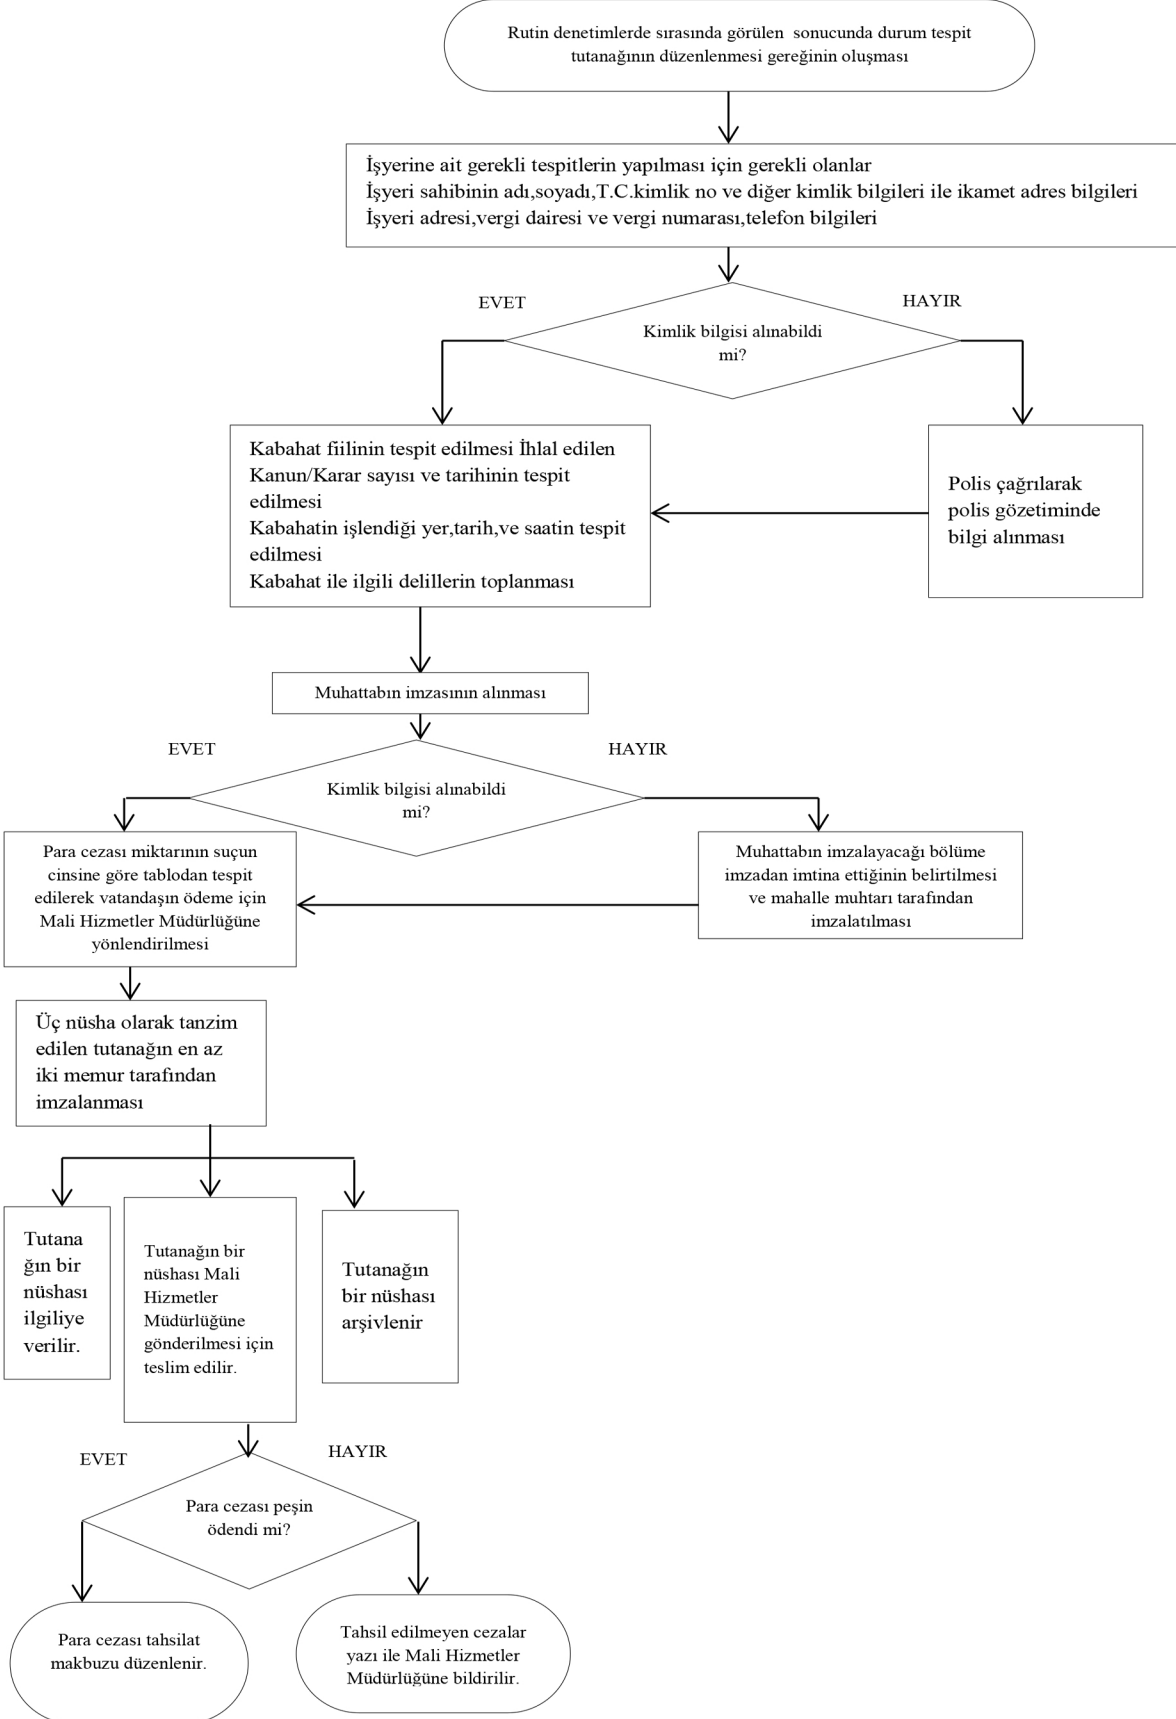 Rutin denetimlerde sırasında görülen  sonucunda durum tespit
tutanağının düzenlenmesi gereğinin oluşması
İşyerine ait gerekli tespitlerin yapılması için gerekli olanlar
İşyeri sahibinin adı,soyadı,T.C.kimlik no ve diğer kimlik bilgileri ile ikamet adres bilgileri
İşyeri adresi,vergi dairesi ve vergi numarası,telefon bilgileri
EVET
HAYIR
Kimlik bilgisi alınabildi
mi?
Kabahat fiilinin tespit edilmesi İhlal edilen
Kanun/Karar sayısı ve tarihinin tespit
edilmesi
Kabahatin işlendiği yer,tarih,ve saatin tespit
edilmesi
Kabahat ile ilgili delillerin toplanması
Polis çağrılarak
polis gözetiminde
bilgi alınması
Muhattabın imzasının alınması
EVET
HAYIR
Kimlik bilgisi alınabildi
mi?
Para cezası miktarının suçun
cinsine göre tablodan tespit
edilerek vatandaşın ödeme için
Mali Hizmetler Müdürlüğüne
yönlendirilmesi
Muhattabın imzalayacağı bölüme
imzadan imtina ettiğinin belirtilmesi
ve mahalle muhtarı tarafından
imzalatılması
Üç nüsha olarak tanzim
edilen tutanağın en az
iki memur tarafından
imzalanması
Tutana
ğın bir
nüshası
ilgiliye
verilir.
Tutanağın bir
nüshası Mali
Hizmetler
Müdürlüğüne
gönderilmesi için
teslim edilir.
Tutanağın
bir nüshası
arşivlenir
EVET
HAYIR
Para cezası peşin
ödendi mi?
Para cezası tahsilat
makbuzu düzenlenir.
Tahsil edilmeyen cezalar
yazı ile Mali Hizmetler
Müdürlüğüne bildirilir.